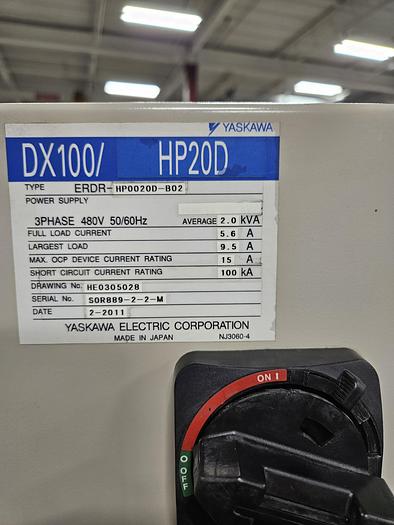 YASKAWA
DX100/ HP20D
TYPE ERDR-HP0020D-B02
POWER SUPPLY
3PHASE 480V 50/60Hz AVERAGE 2.0 kVA
FULL LOAD CURRENT 5.6 A
LARGEST LOAD 9.5 A
MAX. OCP DEVICE CURRENT RATING 15 A
SHORT CIRCUIT CURRENT RATING 100 kA
DRAWING No. HE0305028
SERIAL No. S0R889-2-2-M
DATE 2-2011
YASKAWA ELECTRIC CORPORATION
MADE IN JAPAN NJ3060-4
ON I
O OFF